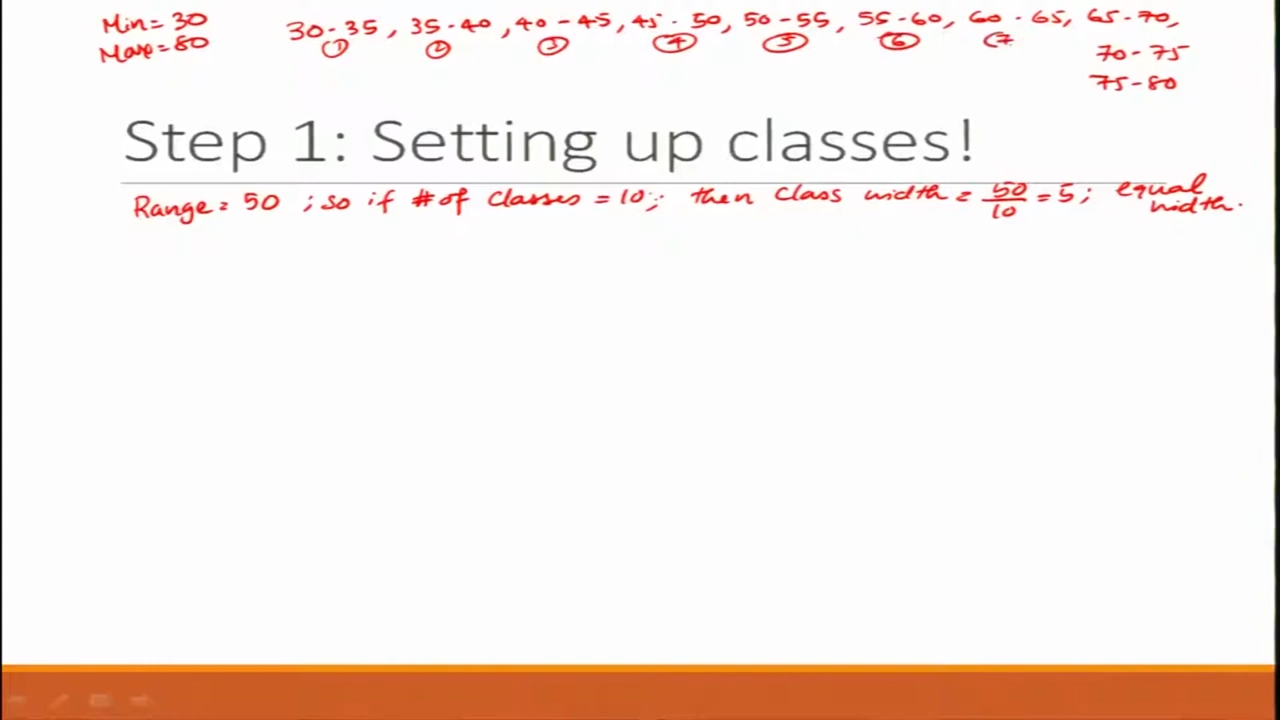 Min = 30
Max = 80
30-35, 35-40, 40-45, 45-50, 50-55, 55-60, 60-65, 65-70,
① ② ③ ④ ⑤ ⑥ (7
70-75
75-80
Step 1: Setting up classes!
Range = 50 ; so if # of classes = 10; then Class width = 50/10 = 5; equal
width.